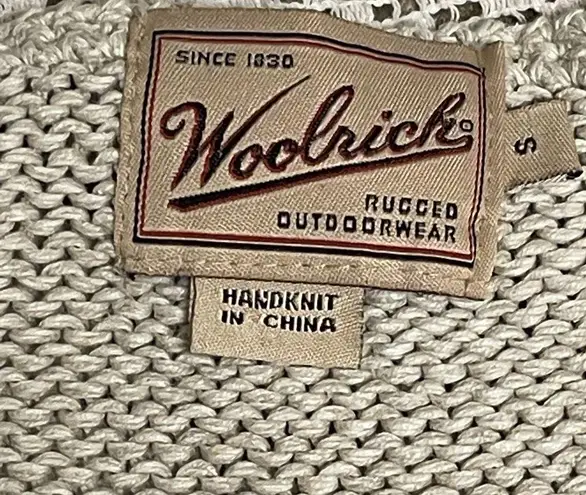 SINCE 1830
Woolrich
RUGGED
OUTDOORWEAR
S
HANDKNIT
IN CHINA